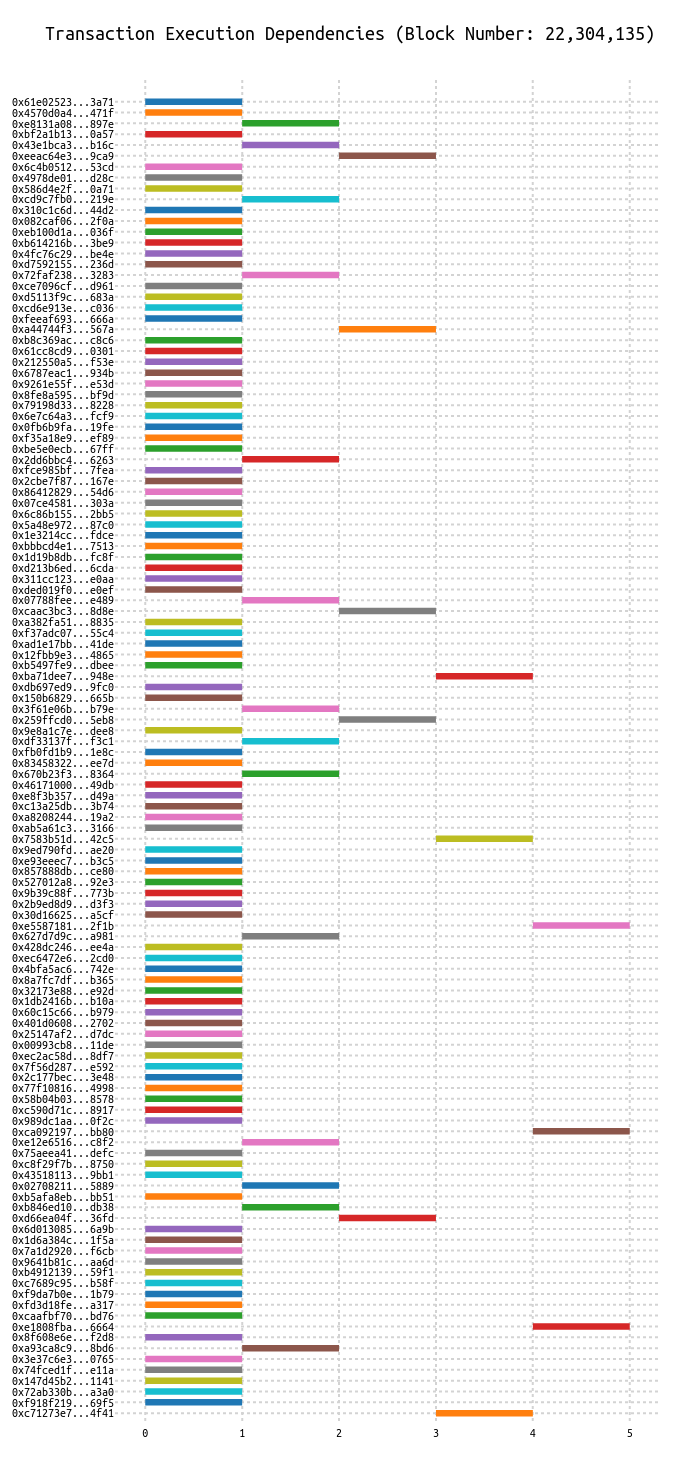 Transaction Execution Dependencies (Block Number: 22,304,135)
0x61e02523...3a71
0x4570d0a4...471f
0xe8131a08...897e
0xbf2a1b13...0a57
0x43e1bca3...b16c
0xeeac64e3...9ca9
0x6c4b0512...53cd
0x4978de01...d28c
0x586d4e2f...0a71
0xcd9c7fb0...219e
0x310c1c6d...44d2
0x082caf06...2f0a
0xeb100d1a...036f
0xb614216b...3be9
0x4fc76c29...be4e
0xd7592155...236d
0x72faf238...3283
0xce7096cf...d961
0xd5113f9c...683a
0xcd6e913e...c036
0xfeeaf693...666a
0xa44744f3...567a
0xb8c369ac...c8c6
0x61cc8cd9...0301
0x212550a5...f53e
0x6787eac1...934b
0x9261e55f...e53d
0x8fe8a595...bf9d
0x79198d33...8228
0x6e7c64a3...fcf9
0x0fb6b9fa...19fe
0xf35a18e9...ef89
0xbe5e0ecb...67ff
0x2dd6bbc4...6263
0xfce985bf...7fea
0x2cbe7f87...167e
0x86412829...54d6
0x07ce4581...303a
0x6c86b155...2bb5
0x5a48e972...87c0
0x1e3214cc...fdce
0xbbbcd4e1...7513
0x1d19b8db...fc8f
0xd213b6ed...6cda
0x311cc123...e0aa
0xded019f0...e0ef
0x07788fee...e489
0xcaac3bc3...8d8e
0xa382fa51...8835
0xf37adc07...55c4
0xad1e17bb...41de
0x12fbb9e3...4865
0xb5497fe9...dbee
0xba71dee7...948e
0xdb697ed9...9fc0
0x150b6829...665b
0x3f61e06b...b79e
0x259ffcd0...5eb8
0x9e8a1c7e...dee8
0xdf33137f...f3c1
0xfb0fd1b9...1e8c
0x83458322...ee7d
0x670b23f3...8364
0x46171000...49db
0xe8f3b357...d49a
0xc13a25db...3b74
0xa8208244...19a2
0xab5a61c3...3166
0x7583b51d...42c5
0x9ed790fd...ae20
0xe93eeec7...b3c5
0x857888db...ce80
0x527012a8...92e3
0x9b39c88f...773b
0x2b9ed8d9...d3f3
0x30d16625...a5cf
0xe5587181...2f1b
0x627d7d9c...a981
0x428dc246...ee4a
0xec6472e6...2cd0
0x4bfa5ac6...742e
0x8a7fc7df...b365
0x32173e88...e92d
0x1db2416b...b10a
0x60c15c66...b979
0x401d0608...2702
0x25147af2...d7dc
0x00993cb8...11de
0xec2ac58d...8df7
0x7f56d287...e592
0x2c177bec...3e48
0x77f10816...4998
0x58b04b03...8578
0xc590d71c...8917
0x989dc1aa...0f2c
0xca092197...bb80
0xe12e6516...c8f2
0x75aeea41...defc
0xc8f29f7b...8750
0x43518113...9bb1
0x02708211...5889
0xb5afa8eb...bb51
0xb846ed10...db38
0xd66ea04f...36fd
0x6d013085...6a9b
0x1d6a384c...1f5a
0x7a1d2920...f6cb
0x9641b81c...aa6d
0xb4912139...59f1
0xc7689c95...b58f
0xf9da7b0e...1b79
0xfd3d18fe...a317
0xcaafbf70...bd76
0xe1808fba...6664
0x8f608e6e...f2d8
0xa93ca8c9...8bd6
0x3e37c6e3...0765
0x74fced1f...e11a
0x147d45b2...1141
0x72ab330b...a3a0
0xf918f219...69f5
0xc71273e7...4f41
0 1 2 3 4 5